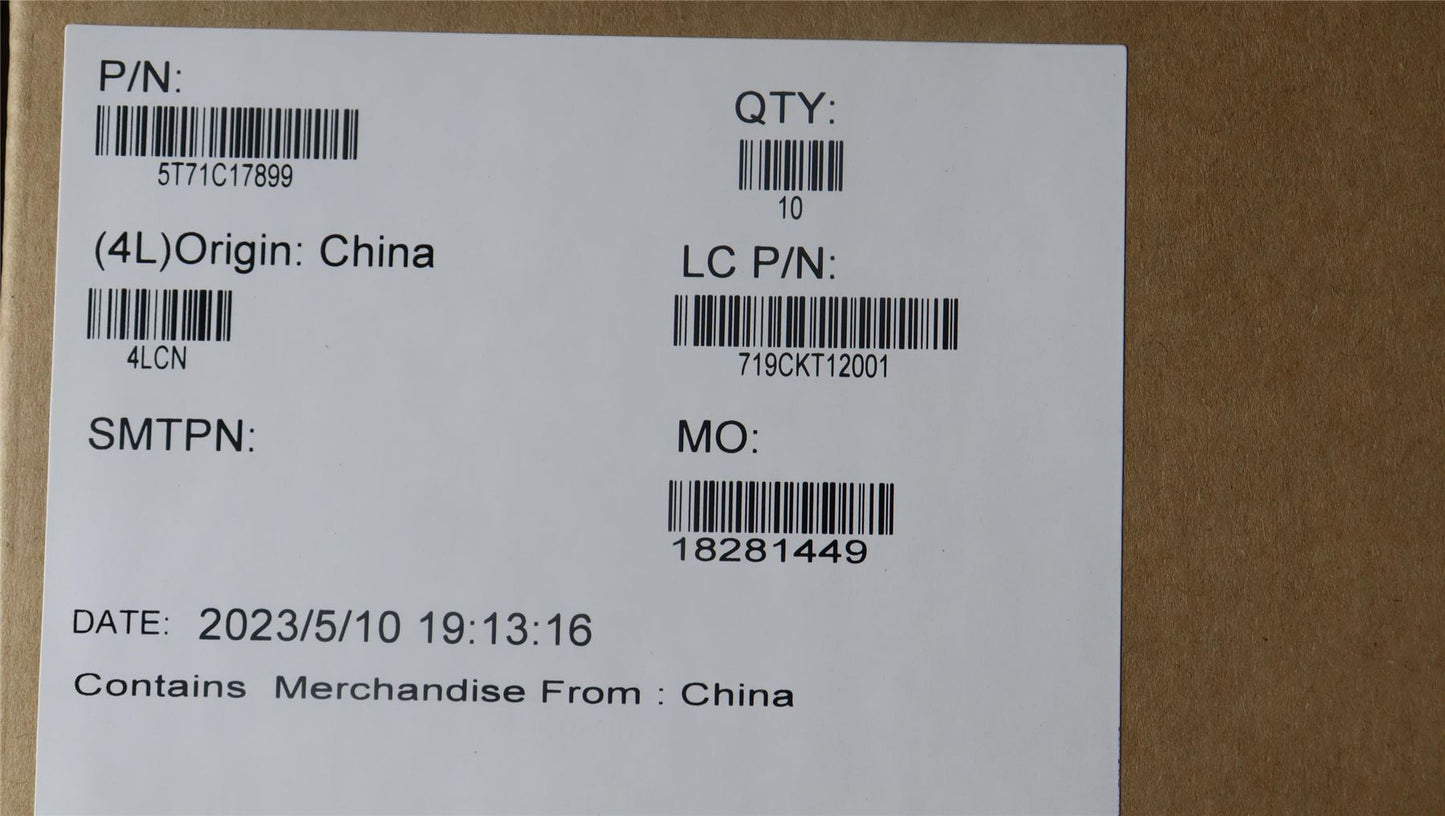 P/N:
5T71C17899
QTY:
10
(4L)Origin: China
4LCN
LC P/N:
719CKT12001
SMTPN:
MO:
18281449
DATE: 2023/5/10 19:13:16
Contains Merchandise From : China